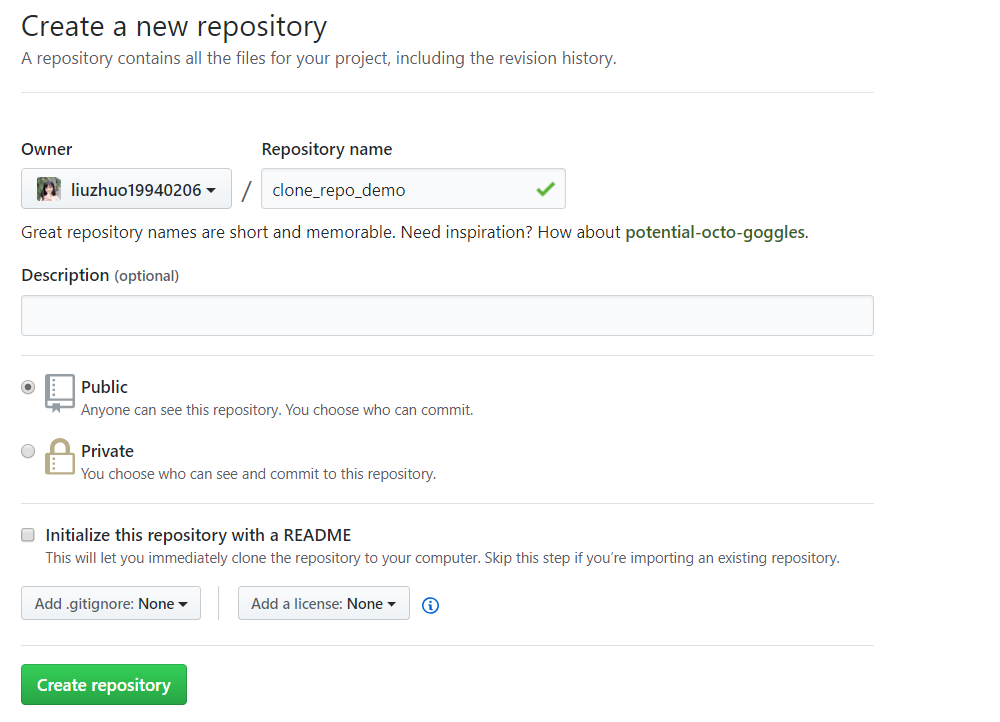 Create a new repository
A repository contains all the files for your project, including the revision history.
Owner
Repository name
liuzhuo19940206
/
clone_repo_demo
Great repository names are short and memorable. Need inspiration? How about potential-octo-goggles.
Description (optional)
Public
Anyone can see this repository. You choose who can commit.
Private
You choose who can see and commit to this repository.
Initialize this repository with a README
This will let you immediately clone the repository to your computer. Skip this step if you’re importing an existing repository.
Add .gitignore: None
Add a license: None
Create repository